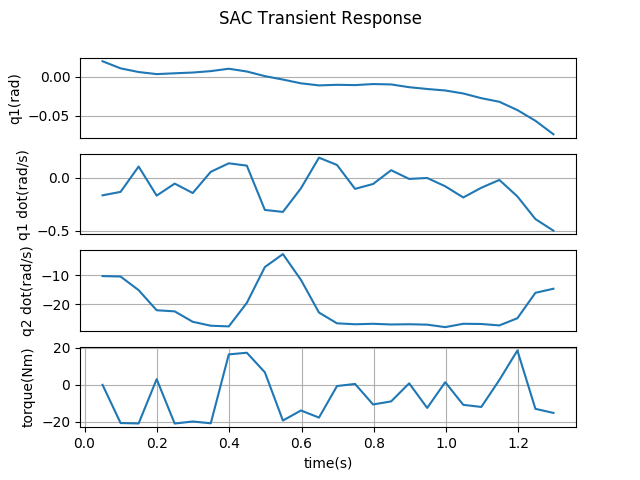 SAC Transient Response
q1(rad)
0.00
−0.05
q1 dot(rad/s)
0.0
−0.5
q2 dot(rad/s)
−10
−20
torque(Nm)
20
0
−20
0.0 0.2 0.4 0.6 0.8 1.0 1.2
time(s)